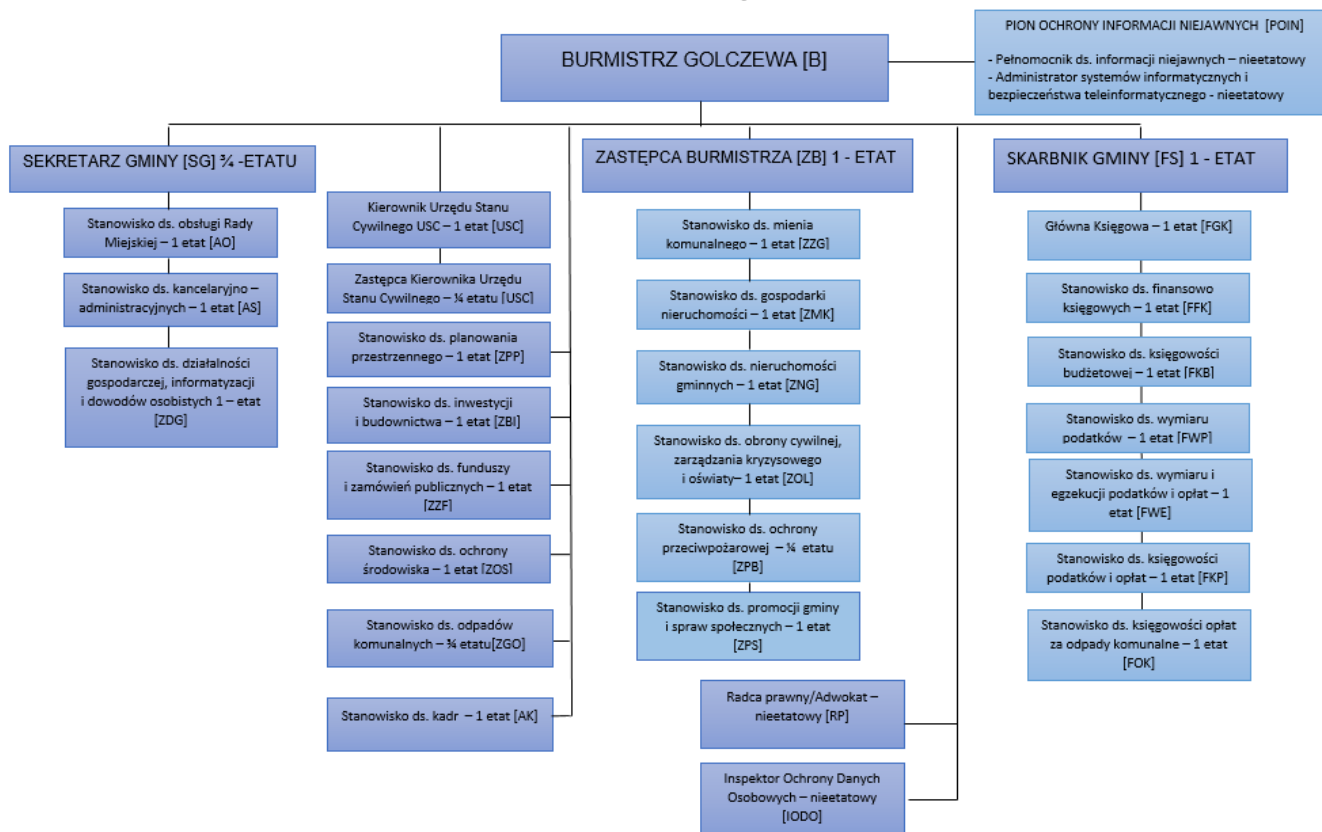 BURMISTRZ GOLCZEWA [B]
PION OCHRONY INFORMACJI NIEJAWNYCH [POIN]
- Pełnomocnik ds. informacji niejawnych – nieetatowy
- Administrator systemów informatycznych i
bezpieczeństwa teleinformatycznego - nieetatowy
SEKRETARZ GMINY [SG] ¾ -ETATU
Stanowisko ds. obsługi Rady
Miejskiej – 1 etat [AO]
Stanowisko ds. kancelaryjno –
administracyjnych – 1 etat [AS]
Stanowisko ds. działalności
gospodarczej, informatyzacji
i dowodów osobistych 1 – etat
[ZDG]
Kierownik Urzędu Stanu
Cywilnego USC – 1 etat [USC]
Zastępca Kierownika Urzędu
Stanu Cywilnego – ¼ etatu [USC]
Stanowisko ds. planowania
przestrzennego – 1 etat [ZPP]
Stanowisko ds. inwestycji
i budownictwa – 1 etat [ZBI]
Stanowisko ds. funduszy
i zamówień publicznych – 1 etat
[ZZF]
Stanowisko ds. ochrony
środowiska – 1 etat [ZOS]
Stanowisko ds. odpadów
komunalnych – ¾ etatu[ZGO]
Stanowisko ds. kadr – 1 etat [AK]
ZASTĘPCA BURMISTRZA [ZB] 1 - ETAT
Stanowisko ds. mienia
komunalnego – 1 etat [ZZG]
Stanowisko ds. gospodarki
nieruchomości – 1 etat [ZMK]
Stanowisko ds. nieruchomości
gminnych – 1 etat [ZNG]
Stanowisko ds. obrony cywilnej,
zarządzania kryzysowego
i oświaty– 1 etat [ZOL]
Stanowisko ds. ochrony
przeciwpożarowej – ¼ etatu
[ZPB]
Stanowisko ds. promocji gminy
i spraw społecznych – 1 etat
[ZPS]
Radca prawny/Adwokat –
nieetatowy [RP]
Inspektor Ochrony Danych
Osobowych – nieetatowy
[IODO]
SKARBNIK GMINY [FS] 1 - ETAT
Główna Księgowa – 1 etat [FGK]
Stanowisko ds. finansowo
księgowych – 1 etat [FFK]
Stanowisko ds. księgowości
budżetowej – 1 etat [FKB]
Stanowisko ds. wymiaru
podatków – 1 etat [FWP]
Stanowisko ds. wymiaru i
egzekucji podatków i opłat – 1
etat [FWE]
Stanowisko ds. księgowości
podatków i opłat – 1 etat [FKP]
Stanowisko ds. księgowości opłat
za odpady komunalne – 1 etat
[FOK]